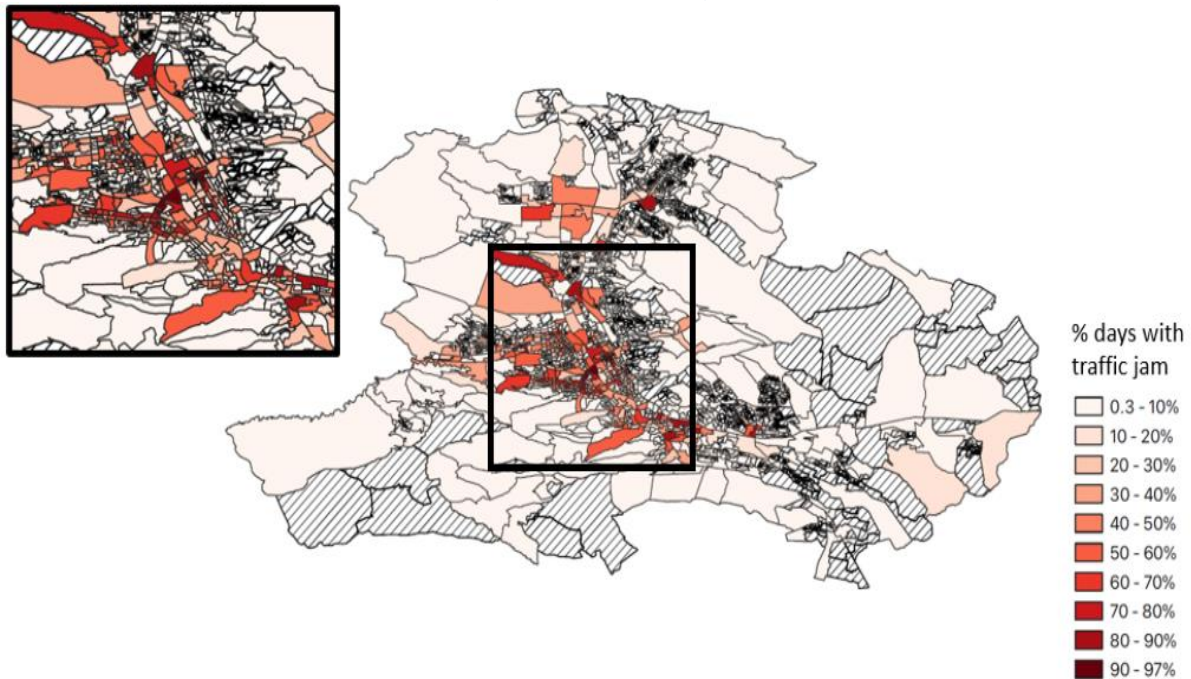 % days with
traffic jam
0.3 - 10%
10 - 20%
20 - 30%
30 - 40%
40 - 50%
50 - 60%
60 - 70%
70 - 80%
80 - 90%
90 - 97%